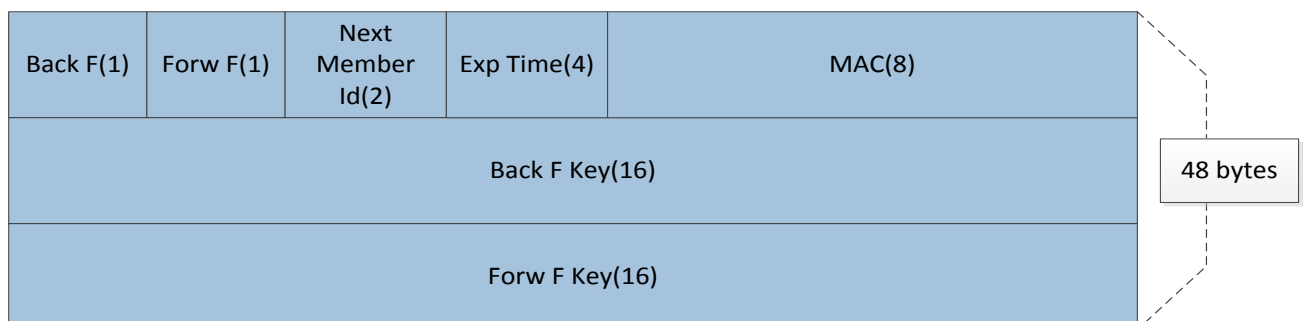 Back F(1)
Forw F(1)
Next
Member
Id(2)
Exp Time(4)
MAC(8)
Back F Key(16)
48 bytes
Forw F Key(16)